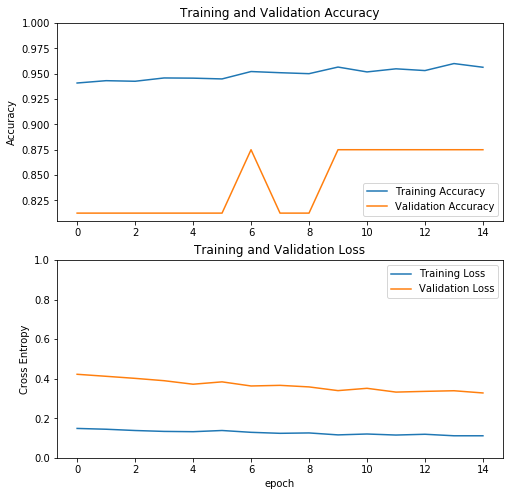 Training and Validation Accuracy
1.000
0.975
0.950
0.925
0.900
0.875
0.850
0.825
Accuracy
Training Accuracy
Validation Accuracy
0 2 4 6 8 10 12 14
Training and Validation Loss
1.0
0.8
0.6
0.4
0.2
0.0
Cross Entropy
Training Loss
Validation Loss
0 2 4 6 8 10 12 14
epoch